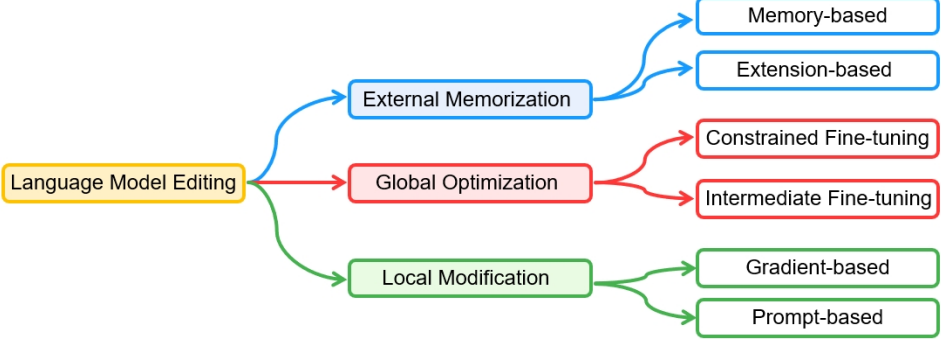 Language Model Editing
External Memorization
Memory-based
Extension-based
Global Optimization
Constrained Fine-tuning
Intermediate Fine-tuning
Local Modification
Gradient-based
Prompt-based